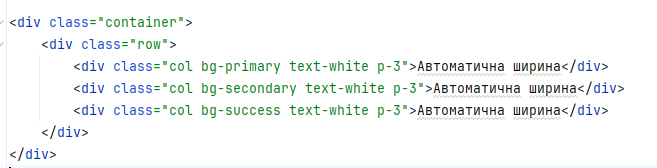 <div class="container">
<div class="row">
<div class="col bg-primary text-white p-3">Автоматична ширина</div>
<div class="col bg-secondary text-white p-3">Автоматична ширина</div>
<div class="col bg-success text-white p-3">Автоматична ширина</div>
</div>
</div>